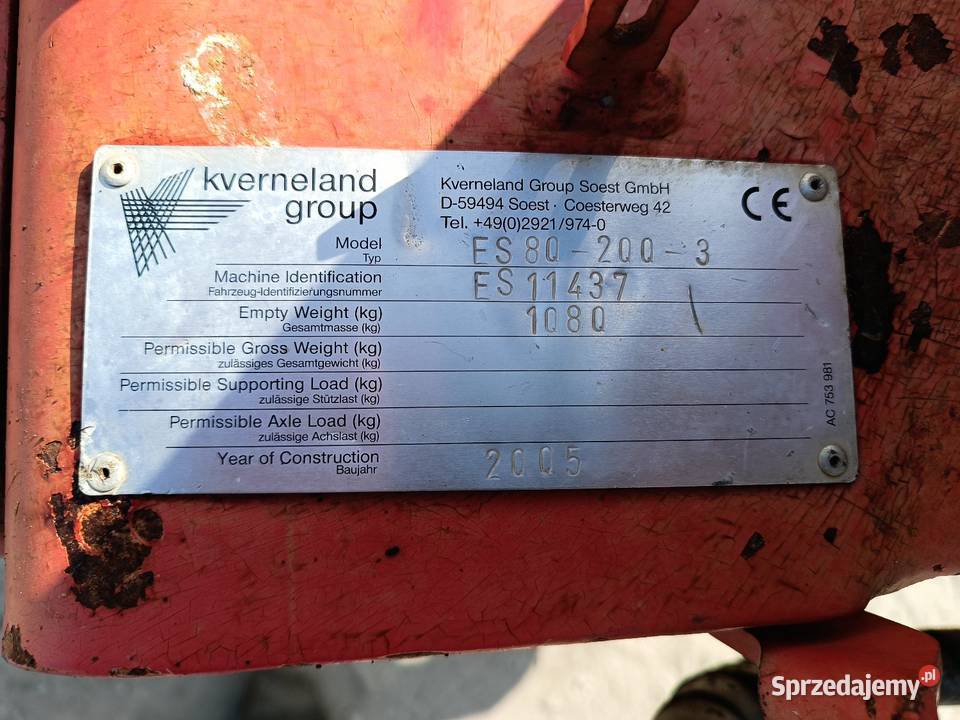 kverneland
group
Kverneland Group Soest GmbH
D-59494 Soest · Coesterweg 42
Tel. +49(0)2921/974-0
CE
Model ES 80-200-3
Typ
Machine Identification ES 11437
Fahrzeug-Identifizierungsnummer
Empty Weight (kg) 1080
Gesamtmasse (kg)
Permissible Gross Weight (kg)
zulässiges Gesamtgewicht (kg)
Permissible Supporting Load (kg)
zulässige Stützlast (kg)
Permissible Axle Load (kg)
zulässige Achslast (kg)
Year of Construction 2005
Baujahr
AC 753 981
Sprzedajemy.pl